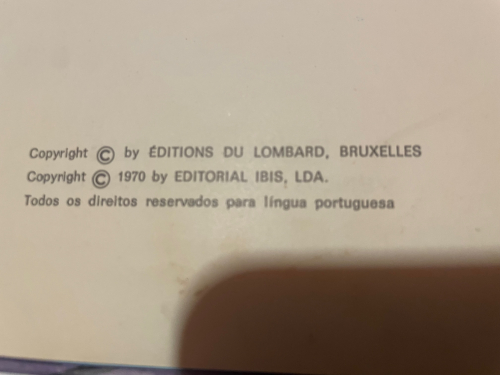 Copyright © by ÉDITIONS DU LOMBARD, BRUXELLES
Copyright © 1970 by EDITORIAL IBIS, LDA.
Todos os direitos reservados para língua portuguesa